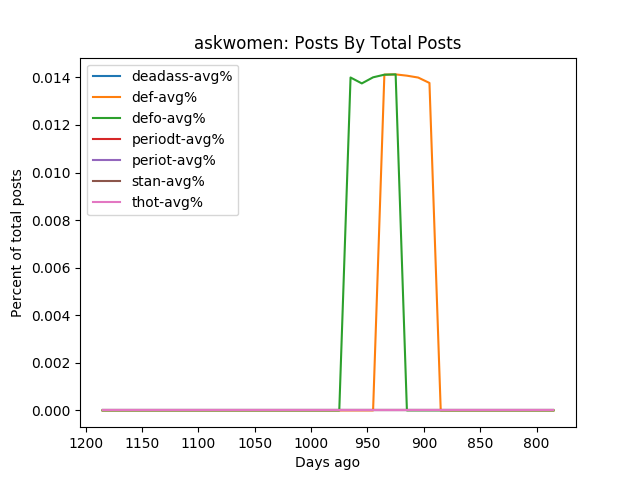 askwomen: Posts By Total Posts
Percent of total posts
0.014
0.012
0.010
0.008
0.006
0.004
0.002
0.000
deadass-avg%
def-avg%
defo-avg%
periodt-avg%
periot-avg%
stan-avg%
thot-avg%
1200 1150 1100 1050 1000 950 900 850 800
Days ago